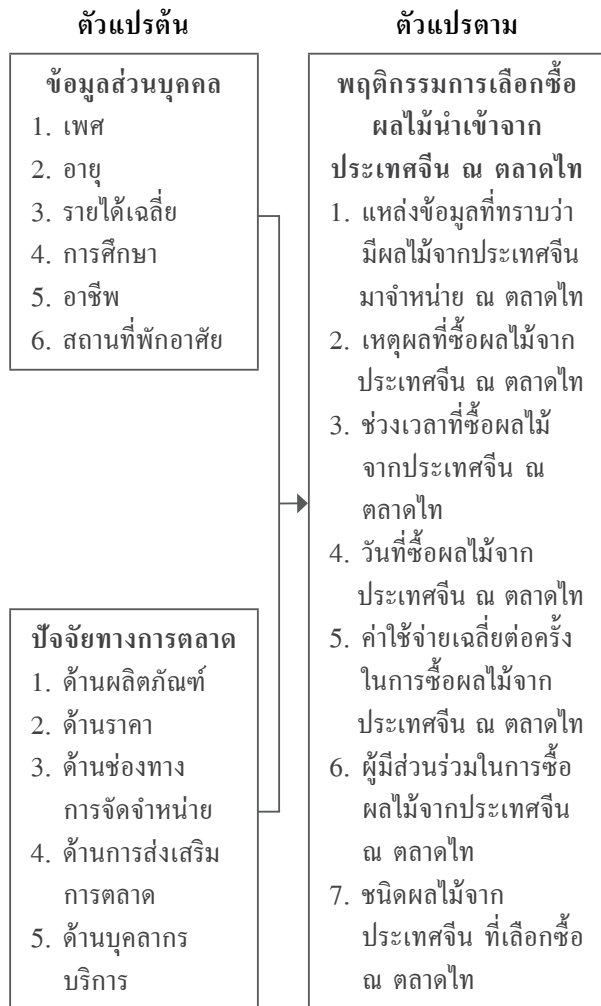 ตัวแปรต้น
ข้อมูลส่วนบุคคล
1. เพศ
2. อายุ
3. รายได้เฉลี่ย
4. การศึกษา
5. อาชีพ
6. สถานที่พักอาศัย
ปัจจัยทางการตลาด
1. ด้านผลิตภัณฑ์
2. ด้านราคา
3. ด้านช่องทาง
การจัดจำหน่าย
4. ด้านการส่งเสริม
การตลาด
5. ด้านบุคลากร
บริการ
ตัวแปรตาม
พฤติกรรมการเลือกซื้อ
ผลไม้นำเข้าจาก
ประเทศจีน ณ ตลาดไท
1. แหล่งข้อมูลที่ทราบว่า
มีผลไม้จากประเทศจีน
มาจำหน่าย ณ ตลาดไท
2. เหตุผลที่ซื้อผลไม้จาก
ประเทศจีน ณ ตลาดไท
3. ช่วงเวลาที่ซื้อผลไม้
จากประเทศจีน ณ
ตลาดไท
4. วันที่ซื้อผลไม้จาก
ประเทศจีน ณ ตลาดไท
5. ค่าใช้จ่ายเฉลี่ยต่อครั้ง
ในการซื้อผลไม้จาก
ประเทศจีน ณ ตลาดไท
6. ผู้มีส่วนร่วมในการซื้อ
ผลไม้จากประเทศจีน
ณ ตลาดไท
7. ชนิดผลไม้จาก
ประเทศจีน ที่เลือกซื้อ
ณ ตลาดไท